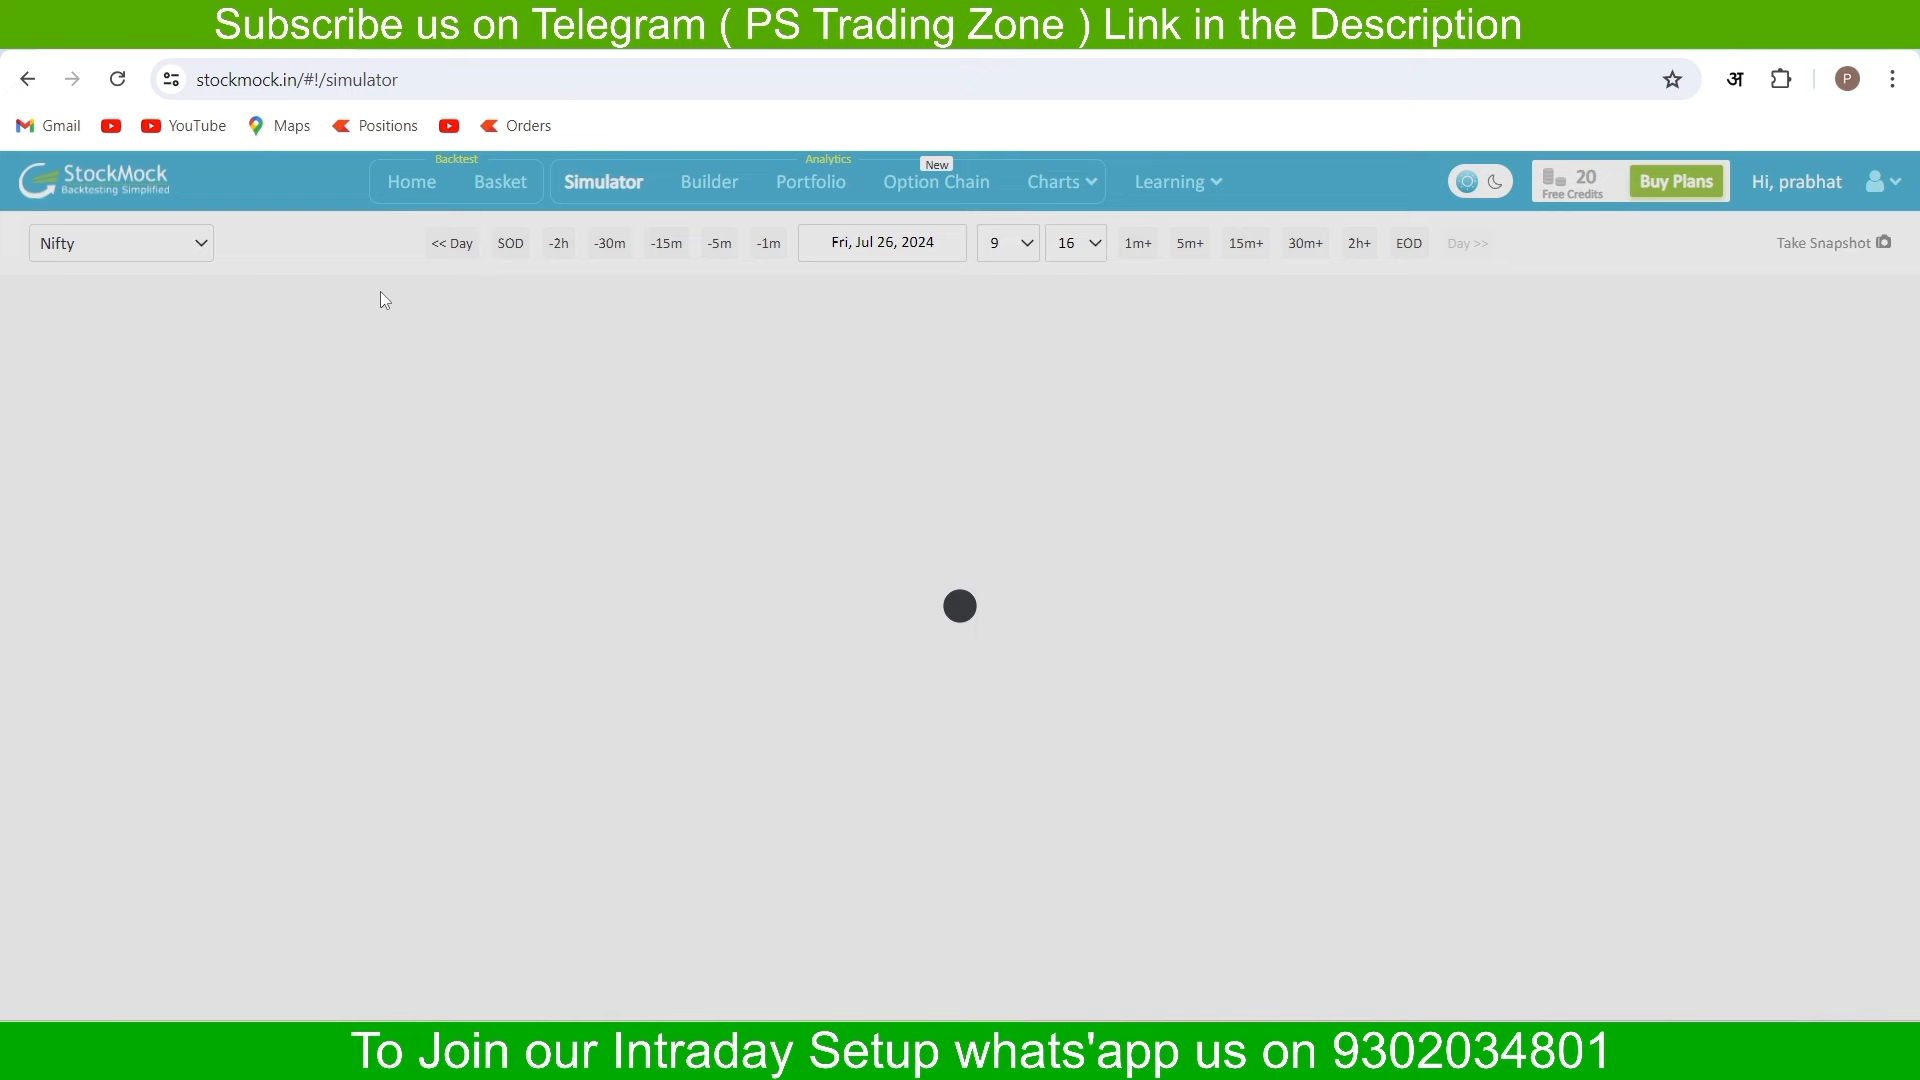 Subscribe us on Telegram ( PS Trading Zone ) Link in the Description
stockmock.in/#!/simulator
अ
P
Gmail YouTube Maps Positions Orders
StockMock
Backtesting Simplified
Backtest
Home Basket
Analytics
New
Simulator Builder Portfolio Option Chain Charts Learning
20
Free Credits
Buy Plans
Hi, prabhat
Nifty << Day SOD -2h -30m -15m -5m -1m Fri, Jul 26, 2024 9 16 1m+ 5m+ 15m+ 30m+ 2h+ EOD Day >> Take Snapshot
To Join our Intraday Setup whats'app us on 9302034801